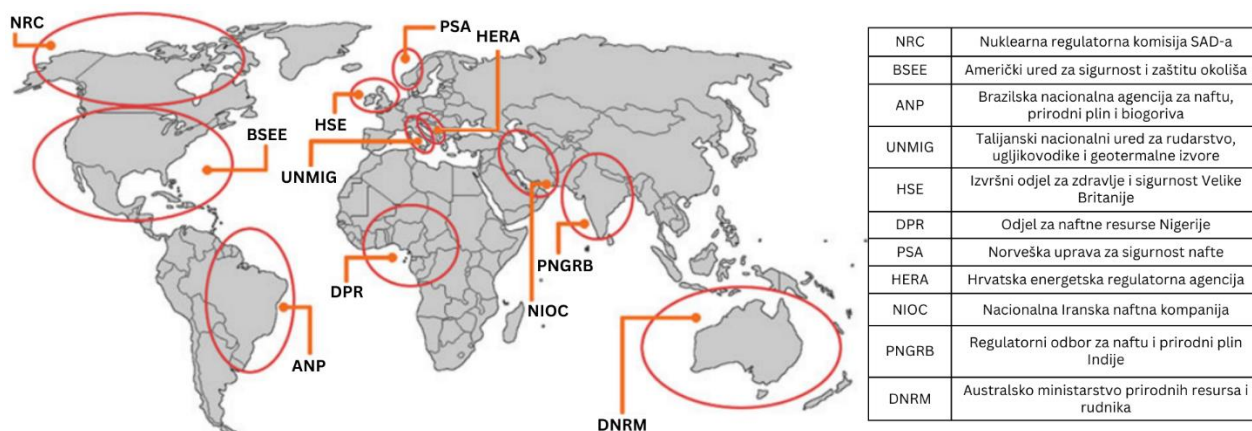 NRC
PSA
HERA
HSE
BSEE
UNMIG
DPR
PNGRB
NIOC
ANP
DNRM
NRC Nuklearna regulatorna komisija SAD-a
BSEE Američki ured za sigurnost i zaštitu okoliša
ANP Brazilska nacionalna agencija za naftu,
prirodni plin i biogoriva
UNMIG Talijanski nacionalni ured za rudarstvo,
ugljikovodike i geotermalne izvore
HSE Izvršni odjel za zdravlje i sigurnost Velike
Britanije
DPR Odjel za naftne resurse Nigerije
PSA Norveška uprava za sigurnost nafte
HERA Hrvatska energetska regulatorna agencija
NIOC Nacionalna Iranska naftna kompanija
PNGRB Regulatorni odbor za naftu i prirodni plin
Indije
DNRM Australsko ministarstvo prirodnih resursa i
rudnika